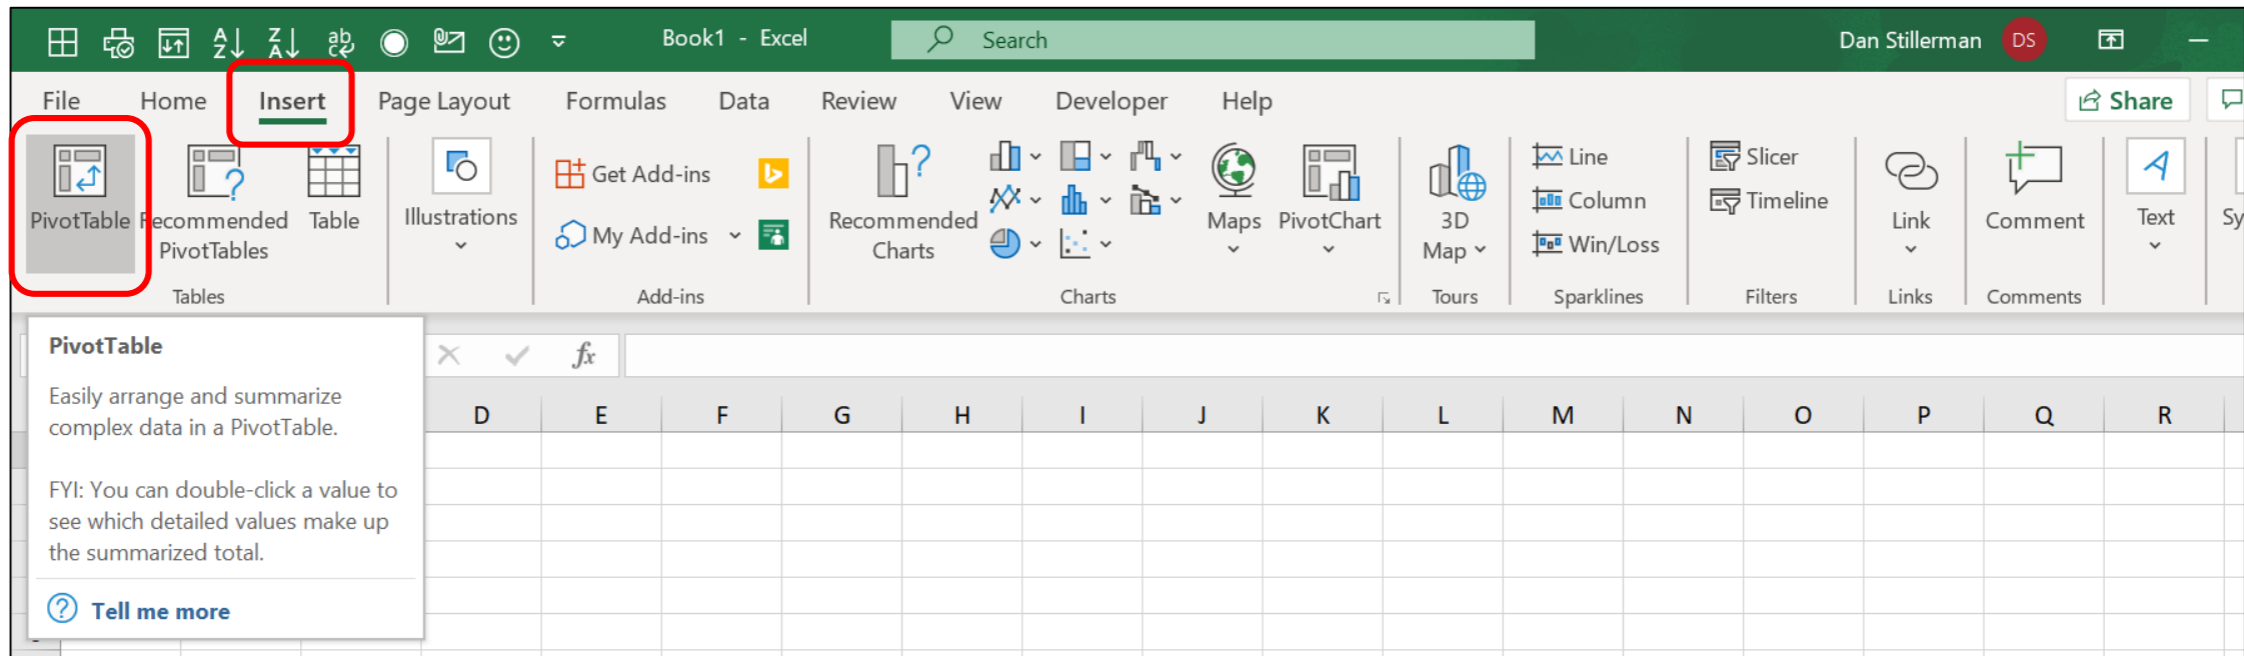 Book1 - Excel
Search
Dan Stillerman
DS
File Home Insert Page Layout Formulas Data Review View Developer Help
Share
PivotTable
Recommended
PivotTables
Table
Illustrations
Get Add-ins
My Add-ins
Recommended
Charts
Maps
PivotChart
3D
Map
Line
Column
Win/Loss
Slicer
Timeline
Link
Comment
Text
Sy
Tables Add-ins Charts Tours Sparklines Filters Links Comments
PivotTable
Easily arrange and summarize
complex data in a PivotTable.
FYI: You can double-click a value to
see which detailed values make up
the summarized total.
Tell me more
fx
D E F G H I J K L M N O P Q R